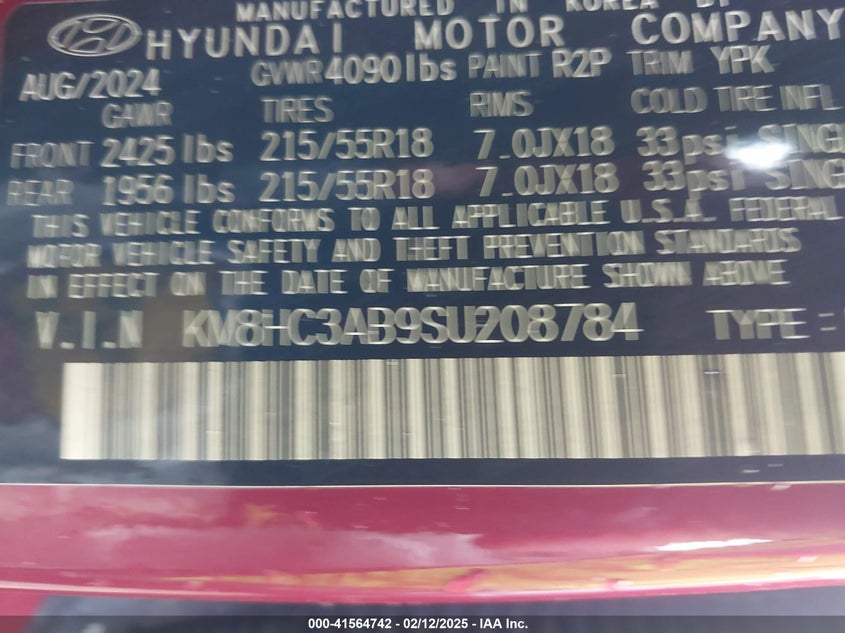 MANUFACTURED IN KOREA BY
HYUNDAI MOTOR COMPANY
AUG/2024 GVWR 4090 lbs PAINT R2P TRIM YPK
GAWR TIRES RIMS COLD TIRE INFL
FRONT 2425 lbs 215/55R18 7.0JX18 33psi SINGL
REAR 1956 lbs 215/55R18 7.0JX18 33psi SINGL
THIS VEHICLE CONFORMS TO ALL APPLICABLE U.S.A. FEDERAL
MOTOR VEHICLE SAFETY AND THEFT PREVENTION STANDARDS
IN EFFECT ON THE DATE OF MANUFACTURE SHOWN ABOVE
V.I.N KM8HC3AB9SU208784 TYPE:
000-41564742 - 02/12/2025 - IAA Inc.